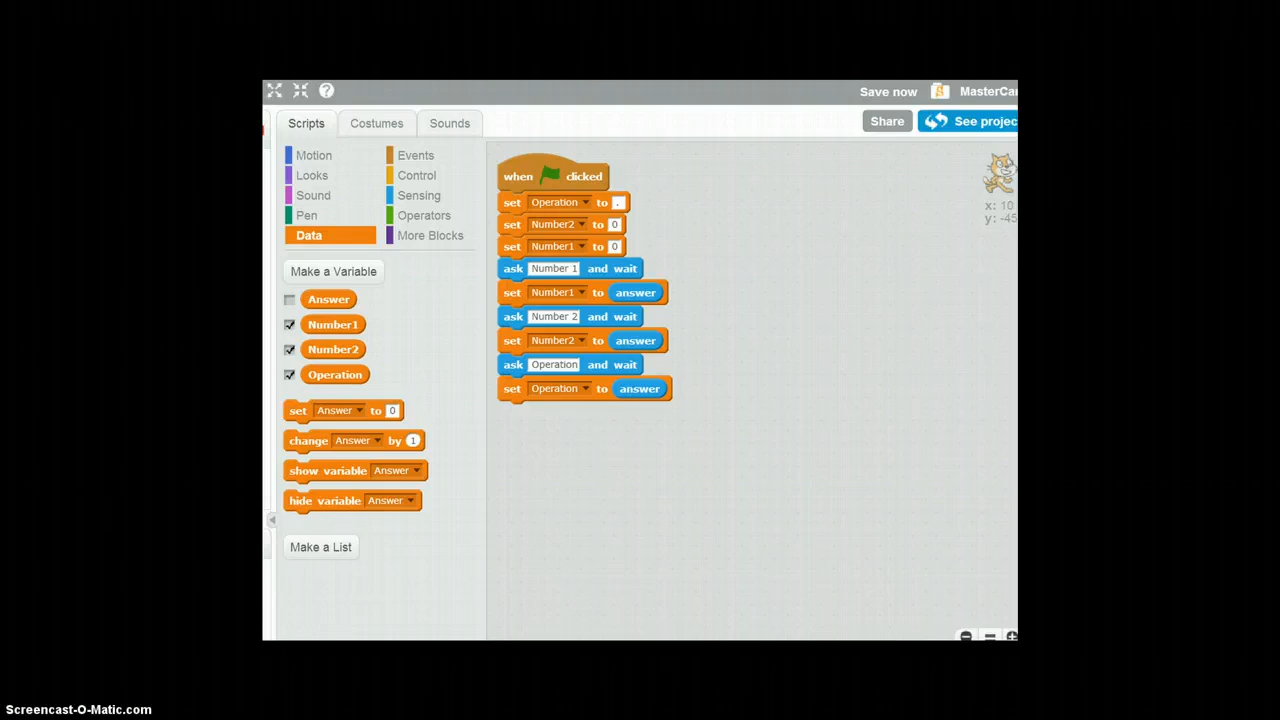 ?
Save now
Share
Scripts Costumes Sounds
Motion
Looks
Sound
Pen
Data
Events
Control
Sensing
Operators
More Blocks
Make a Variable
Answer
Number1
Number2
Operation
set Answer to 0
change Answer by 1
show variable Answer
hide variable Answer
Make a List
when clicked
set Operation to .
set Number2 to 0
set Number1 to 0
ask Number 1 and wait
set Number1 to answer
ask Number 2 and wait
set Number2 to answer
ask Operation and wait
set Operation to answer
See projec
MasterCar
x: 10
y: -45
Screencast-O-Matic.com